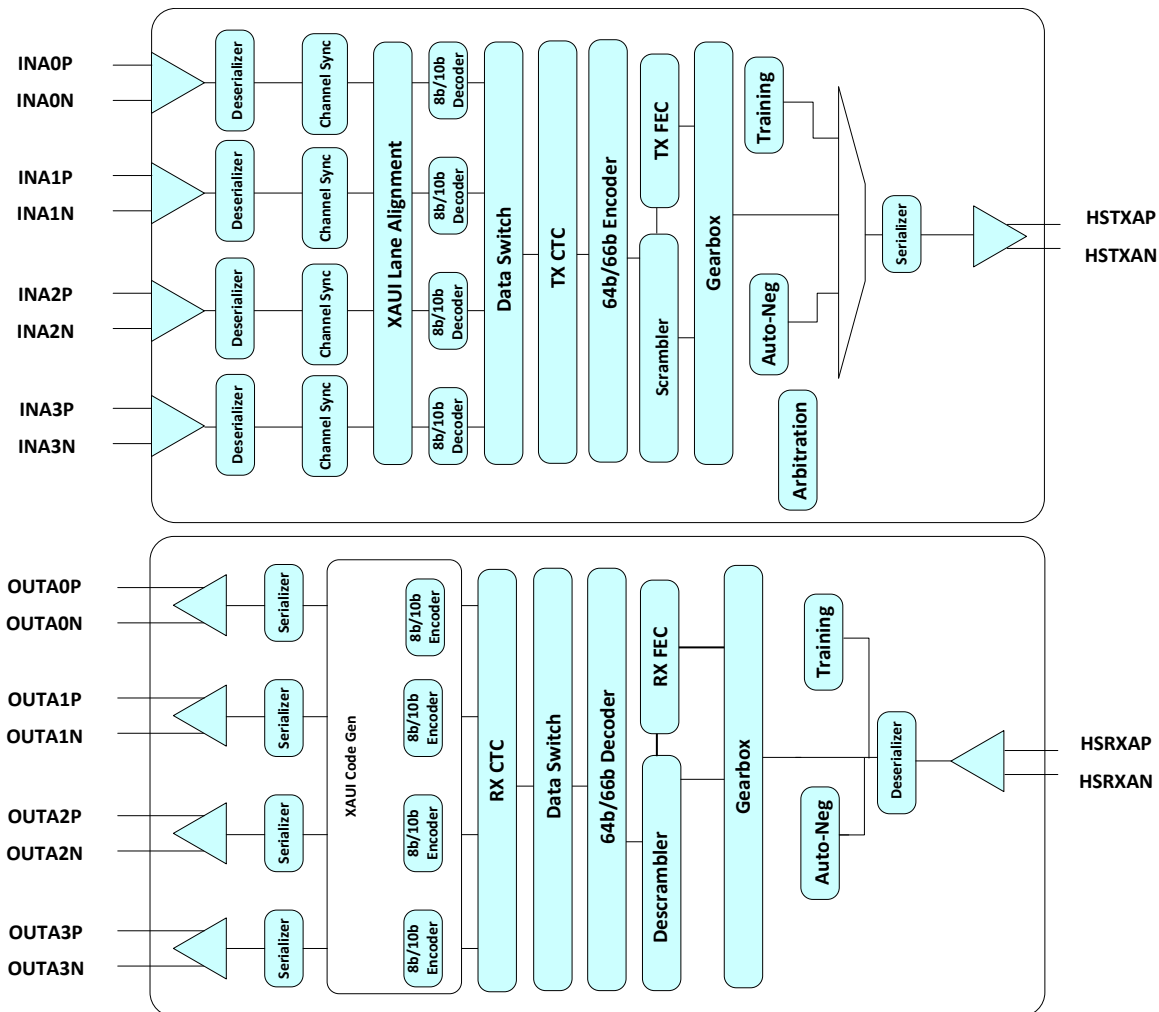 INA0P
INA0N
INA1P
INA1N
INA2P
INA2N
INA3P
INA3N
Deserializer
Deserializer
Deserializer
Deserializer
Channel Sync
Channel Sync
Channel Sync
Channel Sync
XAUI Lane Alignment
8b/10b
Decoder
8b/10b
Decoder
8b/10b
Decoder
8b/10b
Decoder
Data Switch
TX CTC
64b/66b Encoder
TX FEC
Scrambler
Gearbox
Training
Auto-Neg
Arbitration
Serializer
HSTXAP
HSTXAN
OUTA0P
OUTA0N
OUTA1P
OUTA1N
OUTA2P
OUTA2N
OUTA3P
OUTA3N
Serializer
Serializer
Serializer
Serializer
XAUI Code Gen
8b/10b
Encoder
8b/10b
Encoder
8b/10b
Encoder
8b/10b
Encoder
RX CTC
Data Switch
64b/66b Decoder
RX FEC
Descrambler
Gearbox
Training
Auto-Neg
Deserializer
HSRXAP
HSRXAN